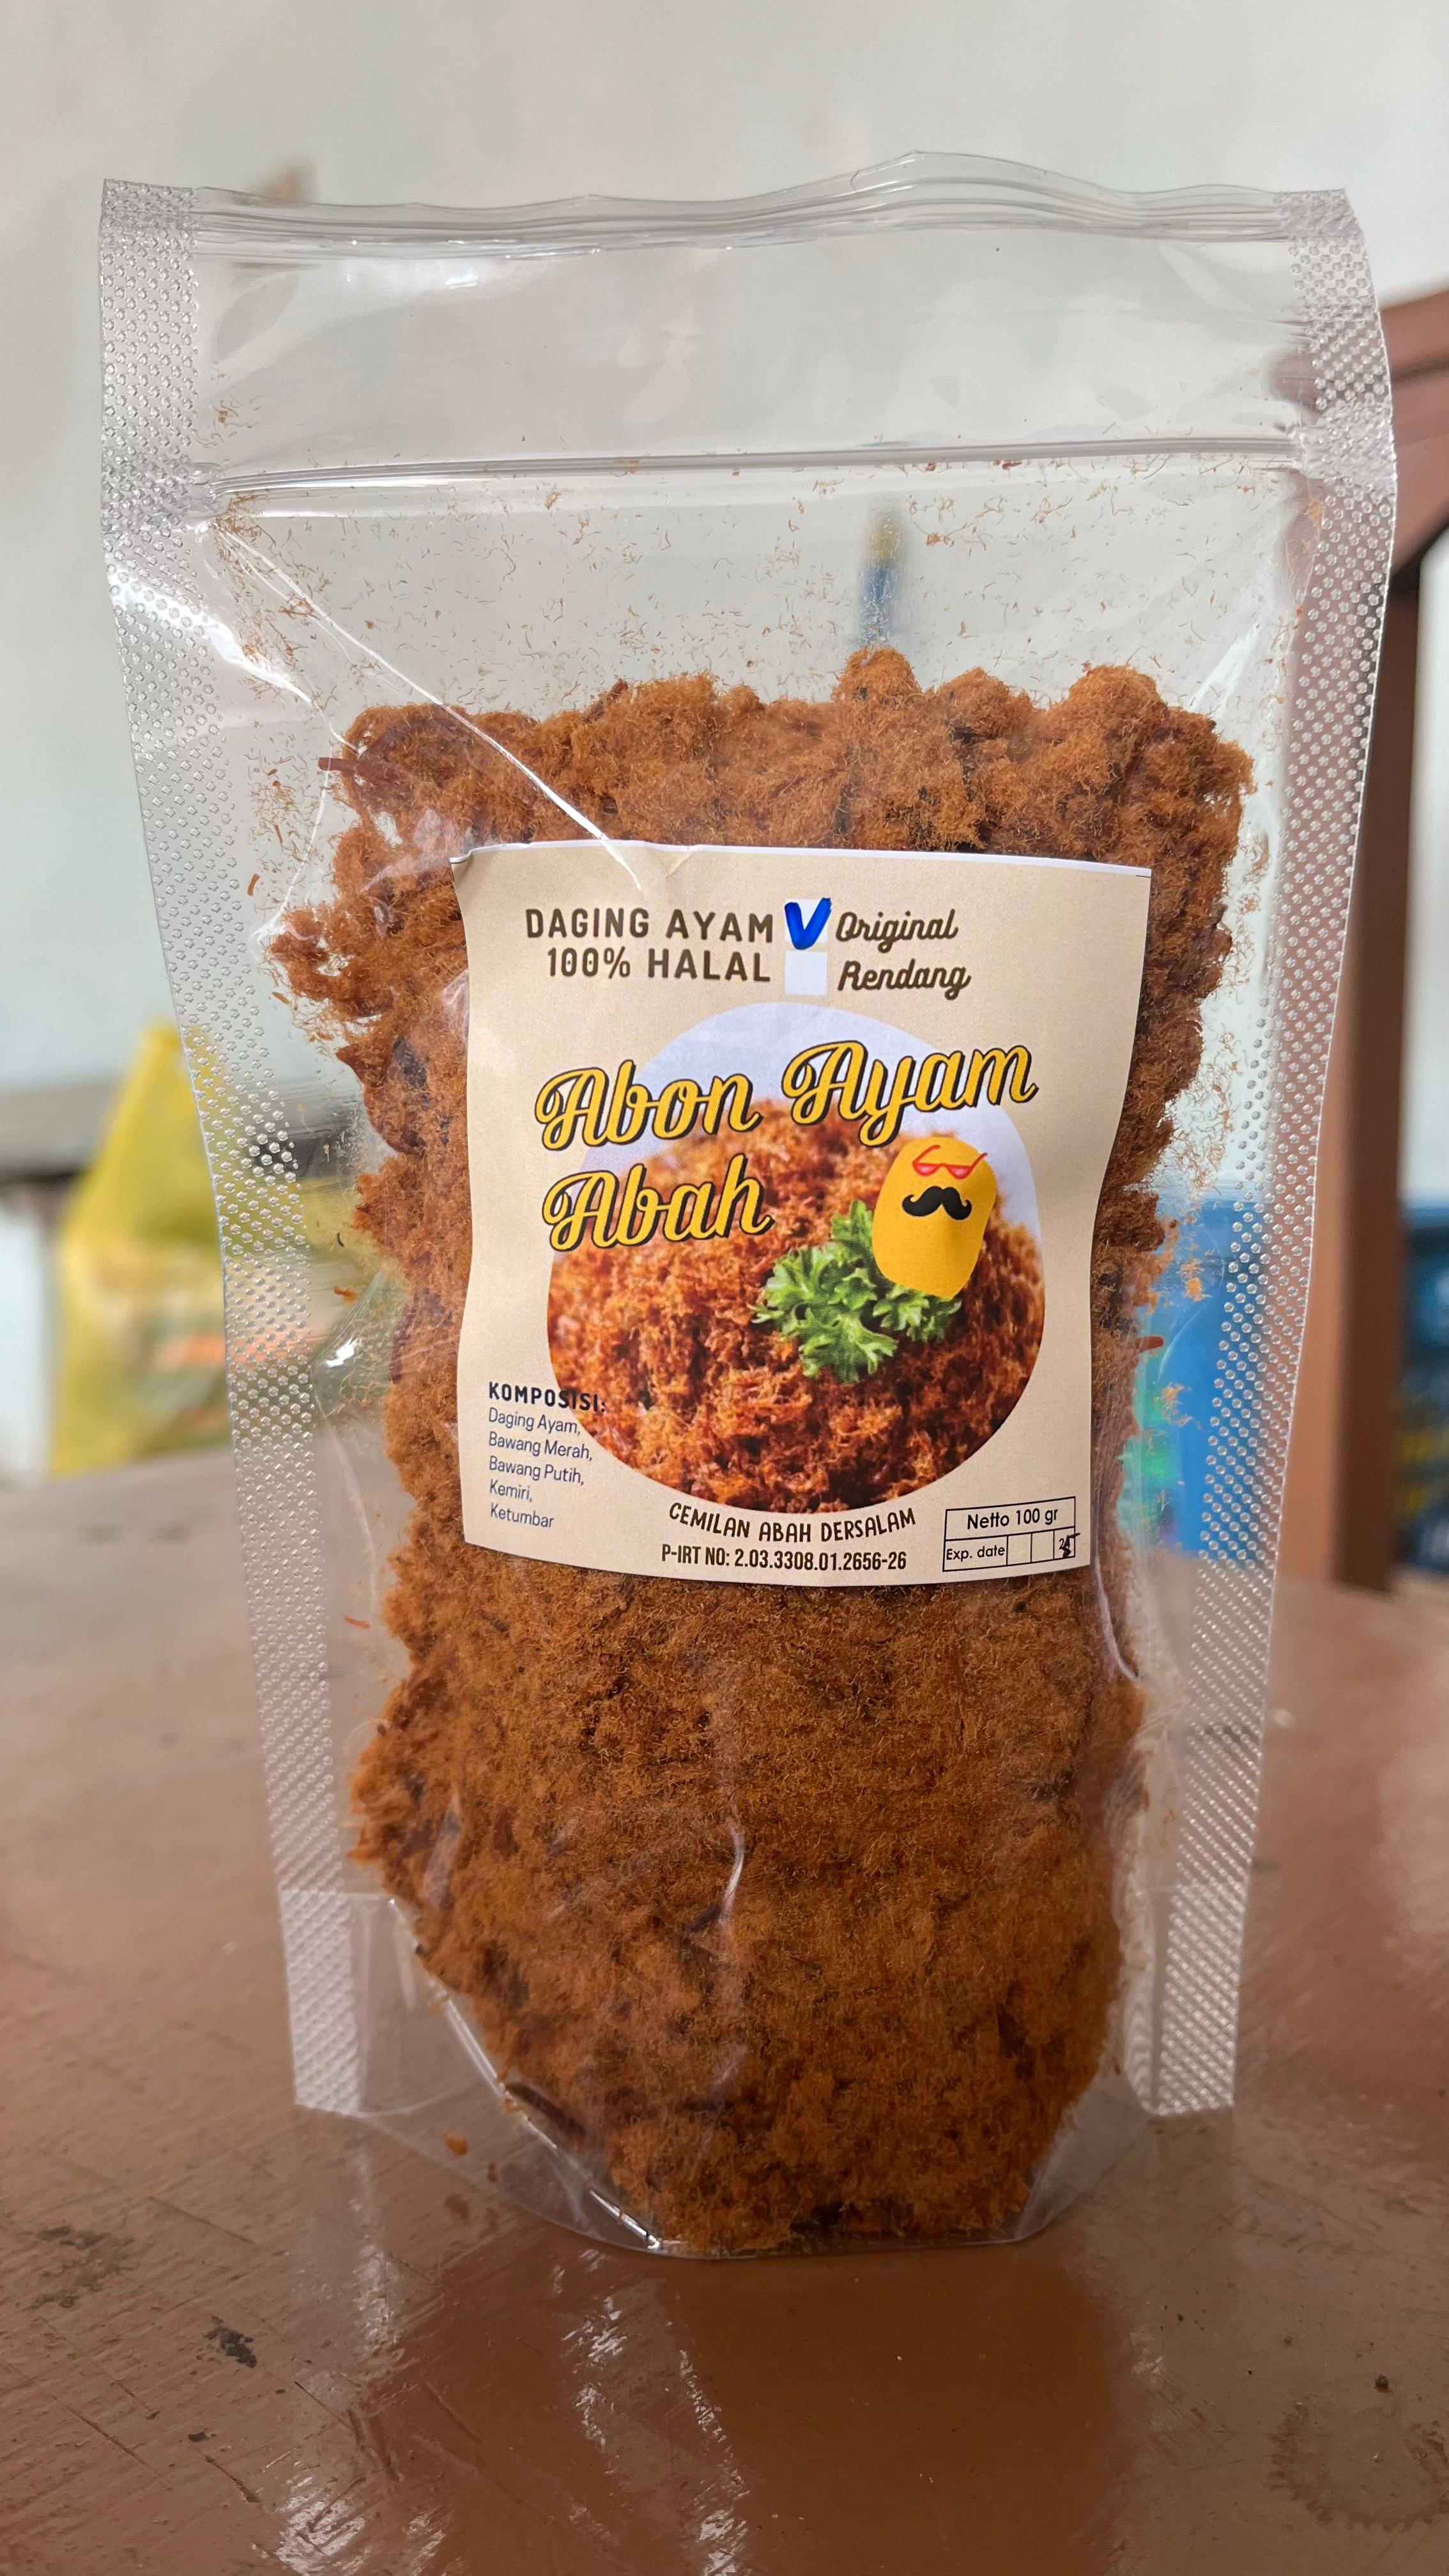 DAGING AYAM V Original
100% HALAL Rendang
Abon Ayam
Abah
KOMPOSISI:
Daging Ayam,
Bawang Merah,
Bawang Putih,
Kemiri,
Ketumbar
CEMILAN ABAH DERSALAM
P-IRT NO: 2.03.3308.01.2656-26
Netto 100 gr
Exp. date